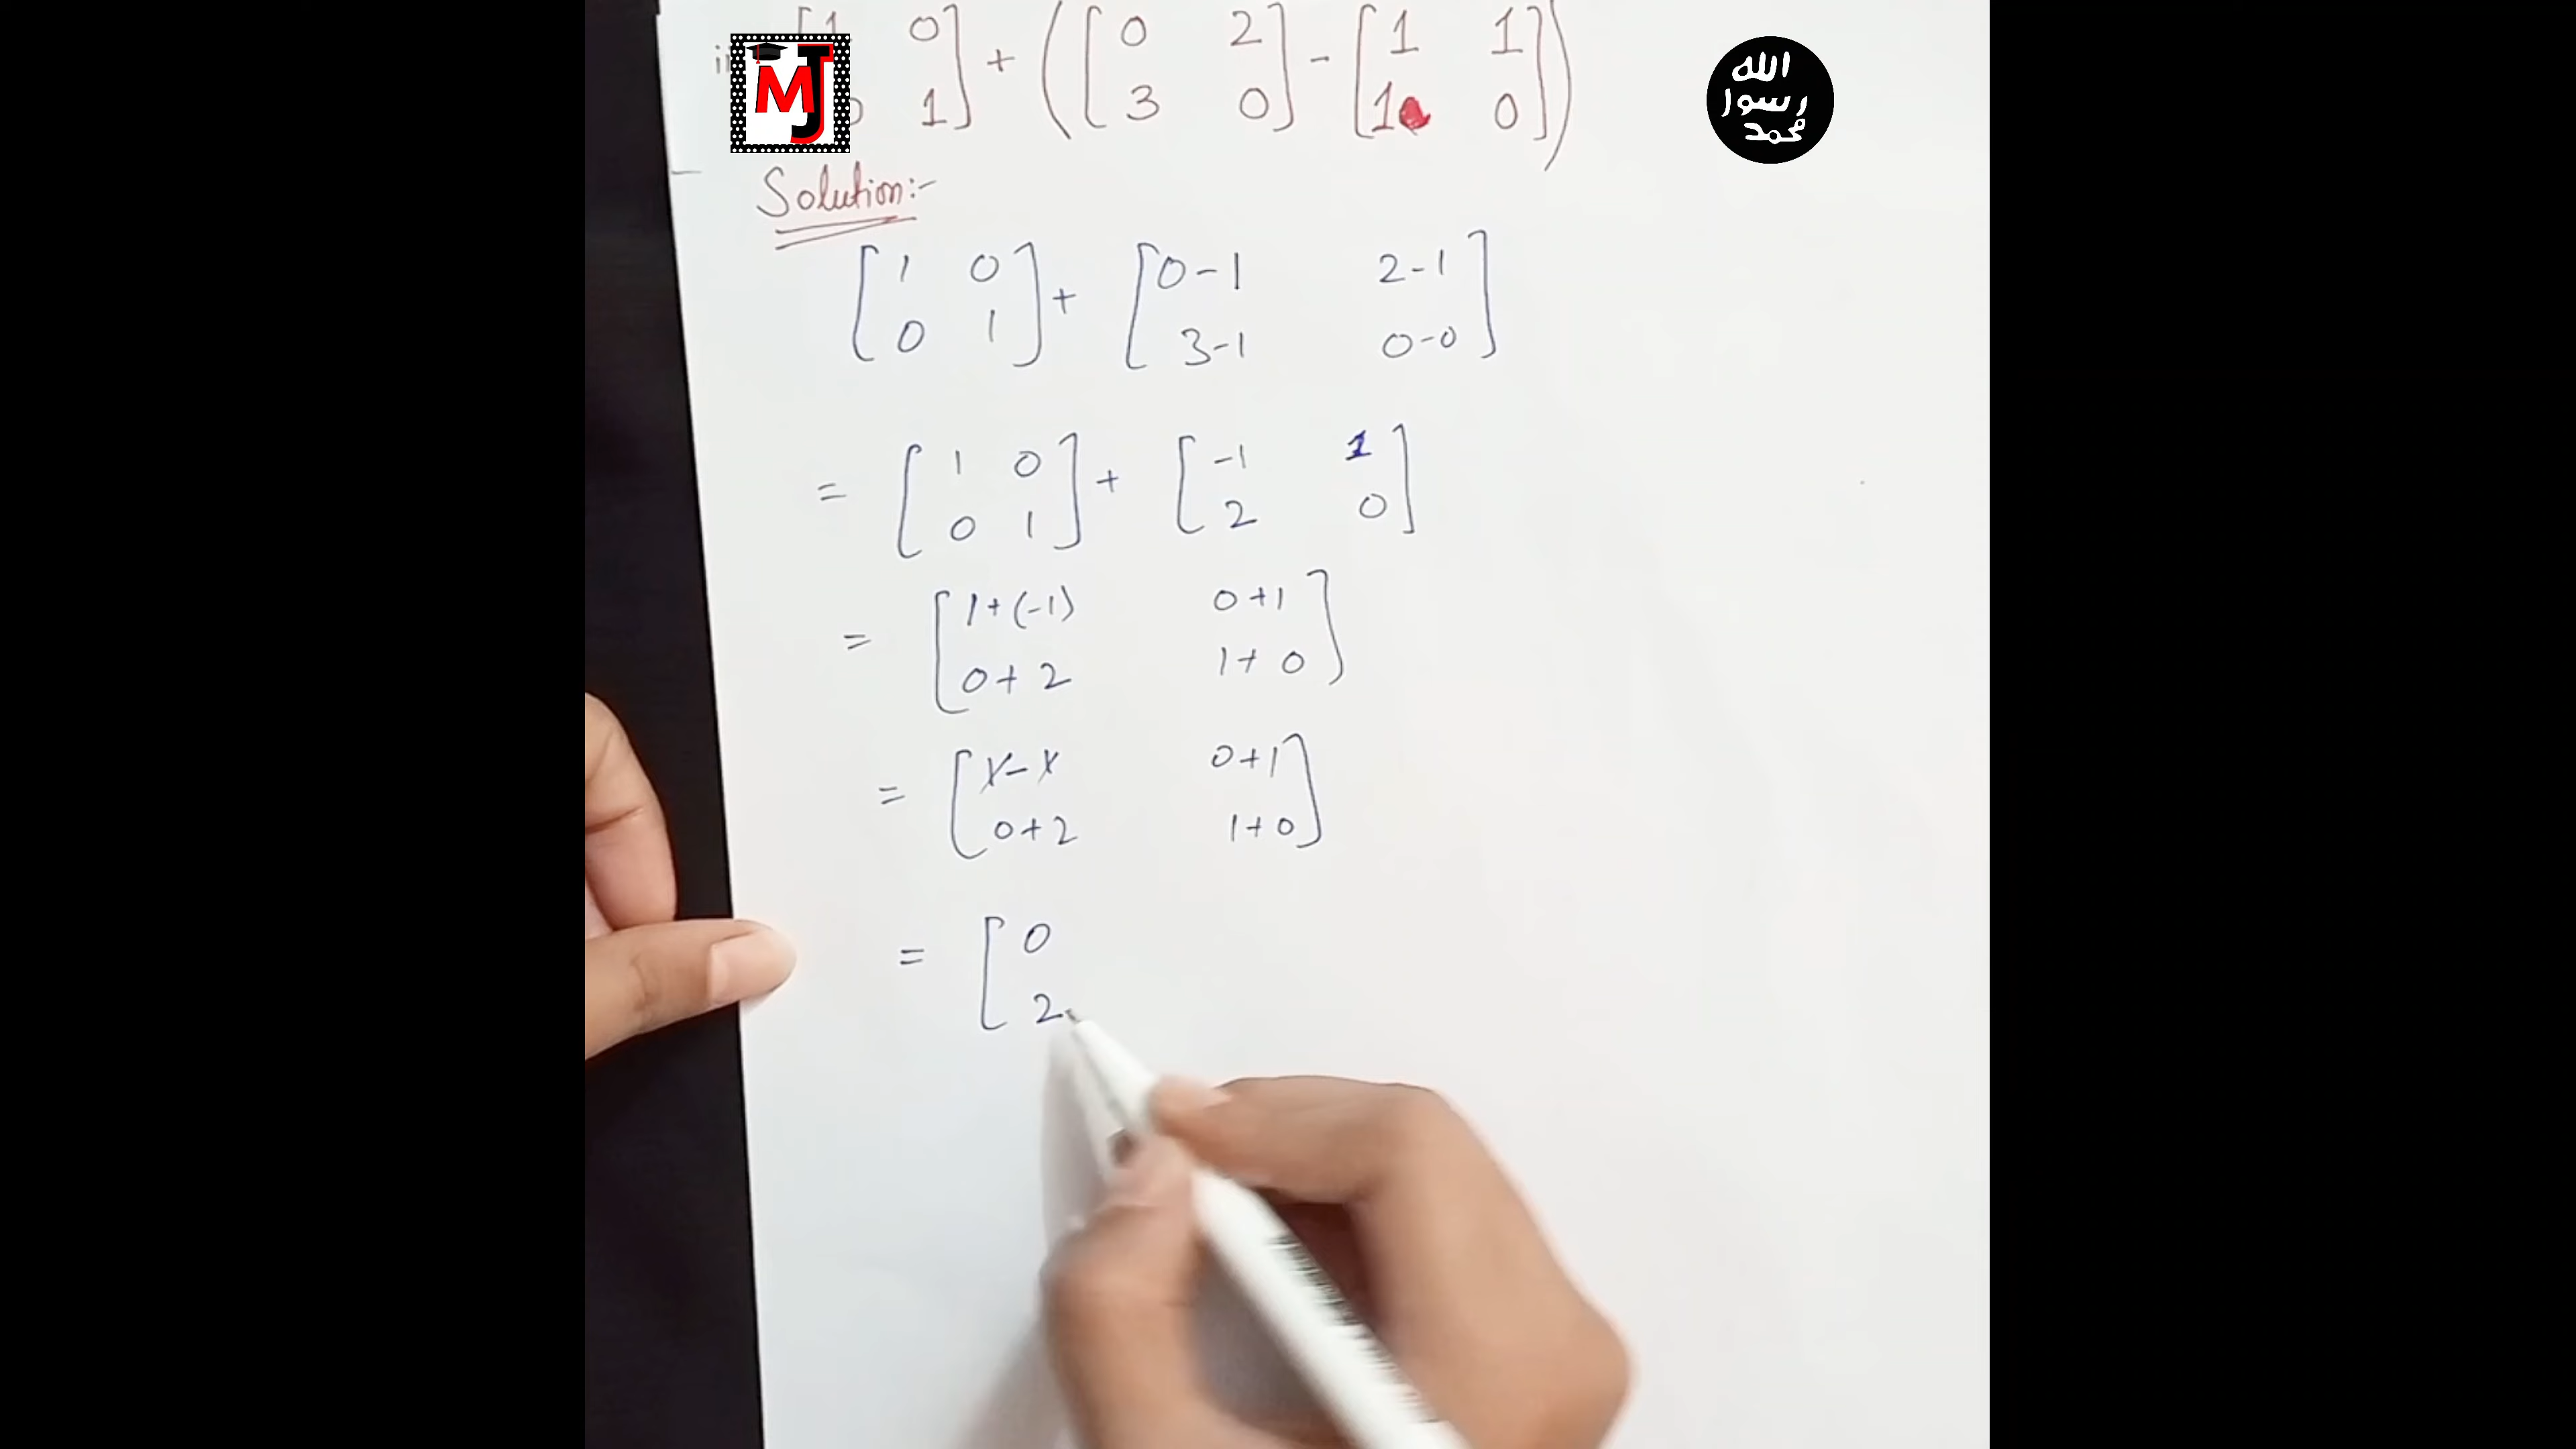 [1 0] + ([0 2] - [1 1])
[0 1] [3 0] [1 0]
MJ
الله
رسول
محمد
Solution:-
[1 0] + [0-1 2-1]
[0 1] [3-1 0-0]
= [1 0] + [-1 1]
[0 1] [2 0]
= [1+(-1) 0+1]
[0+2 1+0]
= [1-1 0+1]
[0+2 1+0]
= [0
2